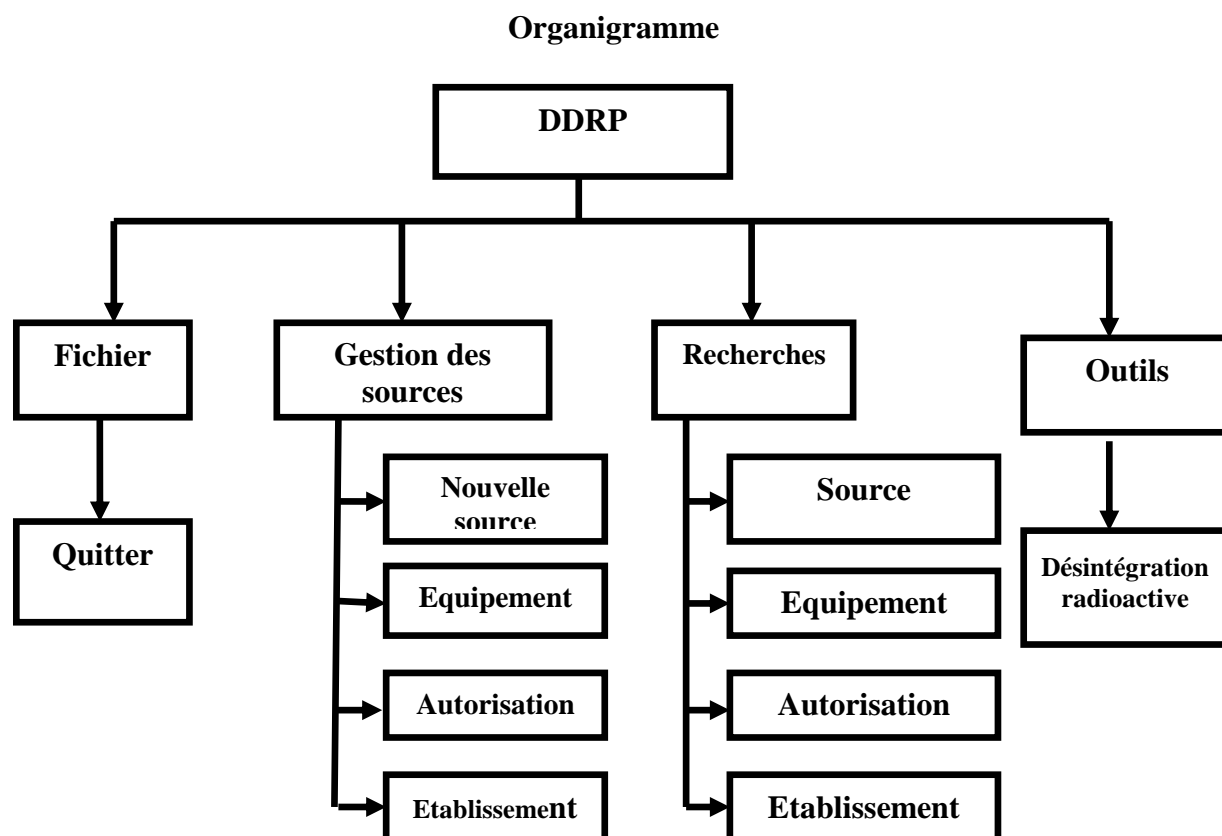 Organigramme
DDRP
Fichier
Gestion des
sources
Recherches
Outils
Nouvelle
source
Source
Quitter
Désintégration
radioactive
Equipement
Equipement
Autorisation
Autorisation
Etablissement
Etablissement